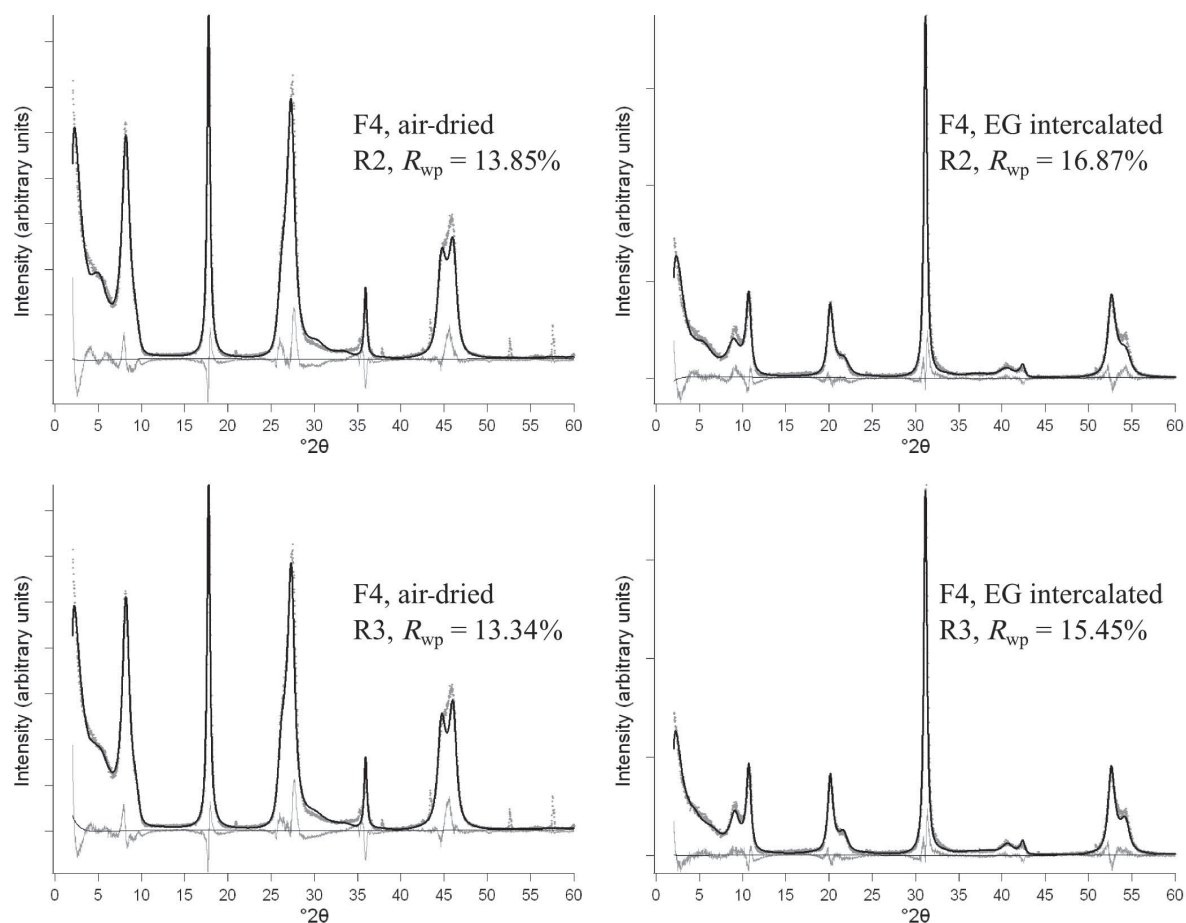 Intensity (arbitrary units)
F4, air-dried
R2, Rwp = 13.85%
0 5 10 15 20 25 30 35 40 45 50 55 60
°2θ
Intensity (arbitrary units)
F4, EG intercalated
R2, Rwp = 16.87%
0 5 10 15 20 25 30 35 40 45 50 55 60
°2θ
Intensity (arbitrary units)
F4, air-dried
R3, Rwp = 13.34%
0 5 10 15 20 25 30 35 40 45 50 55 60
°2θ
Intensity (arbitrary units)
F4, EG intercalated
R3, Rwp = 15.45%
0 5 10 15 20 25 30 35 40 45 50 55 60
°2θ